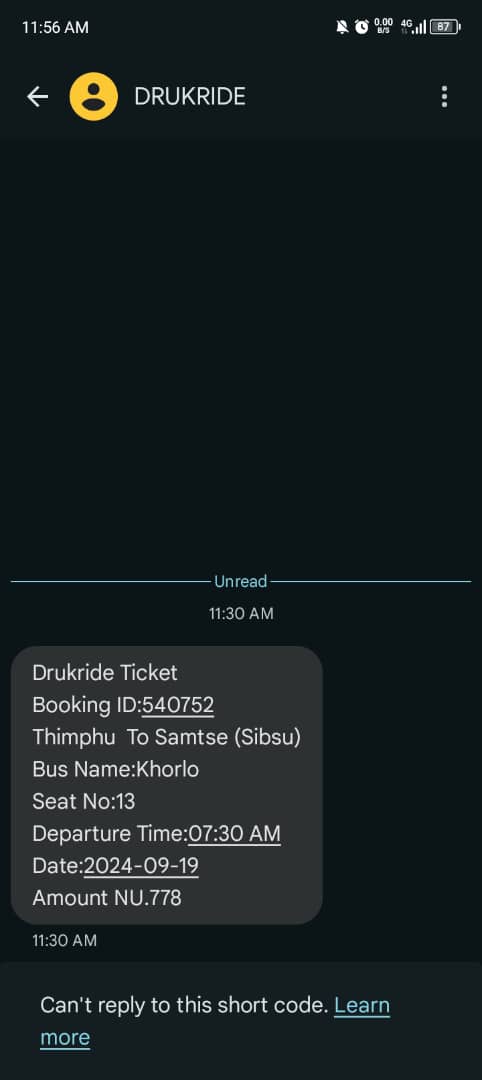 11:56 AM
0.00
B/S
4G
87
DRUKRIDE
Unread
11:30 AM
Drukride Ticket
Booking ID:540752
Thimphu  To Samtse (Sibsu)
Bus Name:Khorlo
Seat No:13
Departure Time:07:30 AM
Date:2024-09-19
Amount NU.778
11:30 AM
Can't reply to this short code. Learn
more